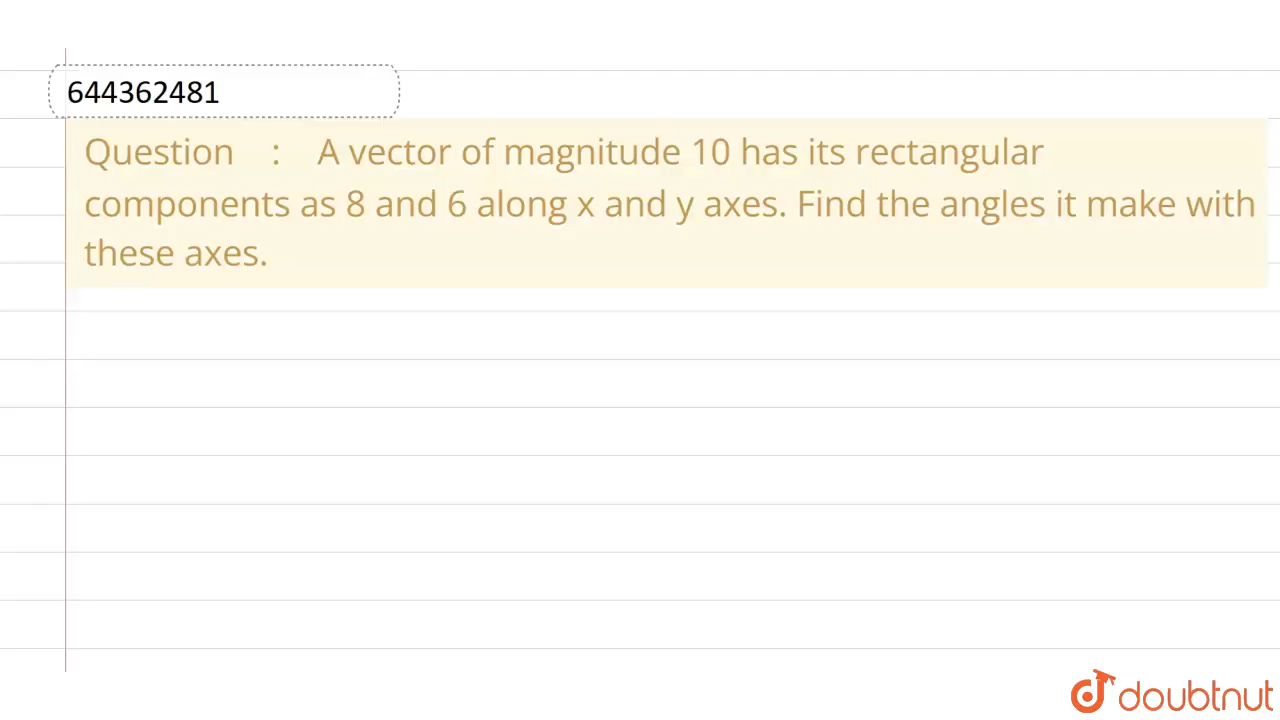 644362481
Question : A vector of magnitude 10 has its rectangular
components as 8 and 6 along x and y axes. Find the angles it make with
these axes.
doubtnut